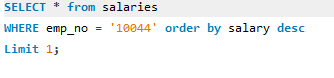 SELECT * from salaries
WHERE emp_no = '10044' order by salary desc
Limit 1;